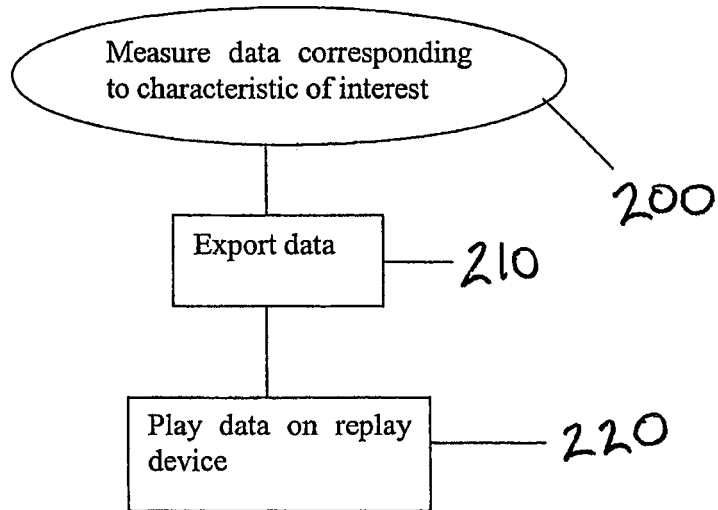 Measure data corresponding
to characteristic of interest
200
Export data
210
Play data on replay
device
220